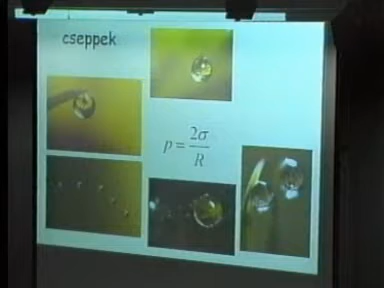 cseppek
p = 2σ/R